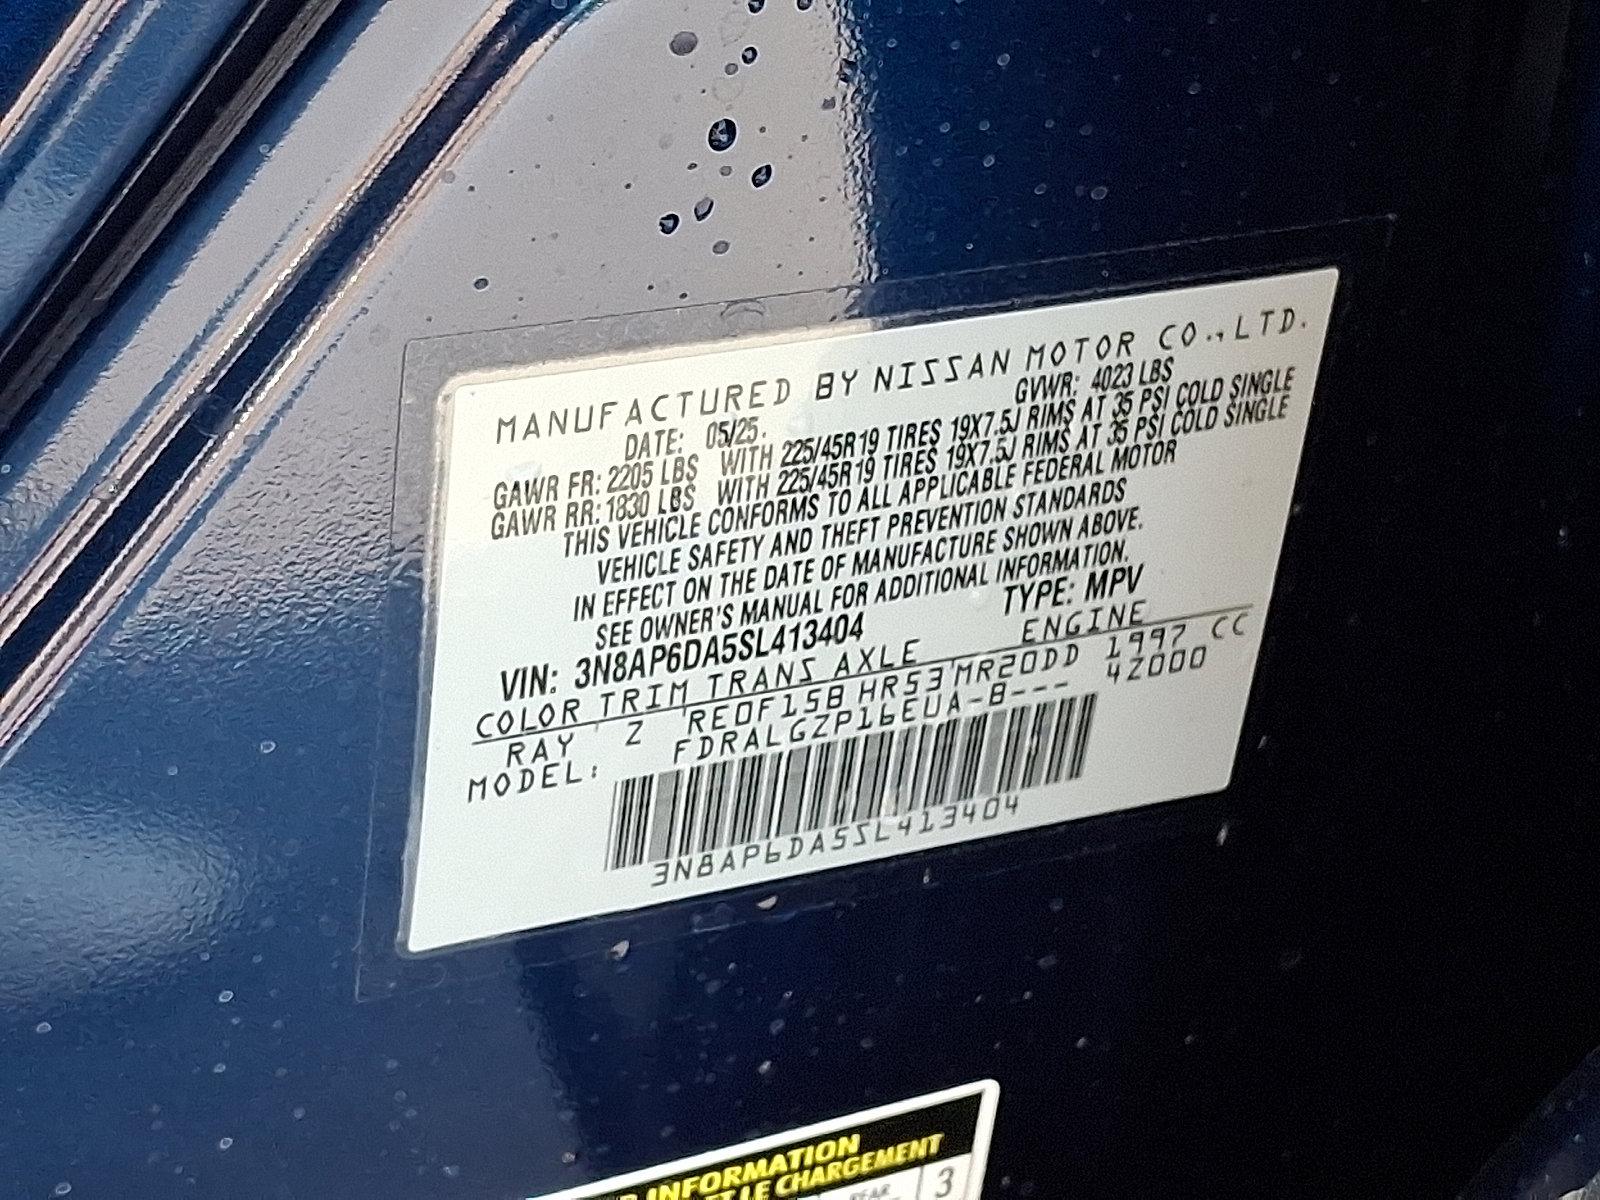 MANUFACTURED BY NISSAN MOTOR CO.,LTD.
DATE: 05/25. GVWR: 4023 LBS
GAWR FR: 2205 LBS WITH 225/45R19 TIRES 19X7.5J RIMS AT 35 PSI COLD SINGLE
GAWR RR: 1830 LBS WITH 225/45R19 TIRES 19X7.5J RIMS AT 35 PSI COLD SINGLE
THIS VEHICLE CONFORMS TO ALL APPLICABLE FEDERAL MOTOR
VEHICLE SAFETY AND THEFT PREVENTION STANDARDS
IN EFFECT ON THE DATE OF MANUFACTURE SHOWN ABOVE.
SEE OWNER'S MANUAL FOR ADDITIONAL INFORMATION.
VIN: 3N8AP6DA5SL413404 TYPE: MPV
COLOR TRIM TRANS AXLE ENGINE
RAY Z RE0F15B HR53 MR20DD 1997 CC
MODEL: FDRALGZP16EUA-B--- 4Z000
3N8AP6DA5SL413404
INFORMATION
ET LE CHARGEMENT
REAR 3